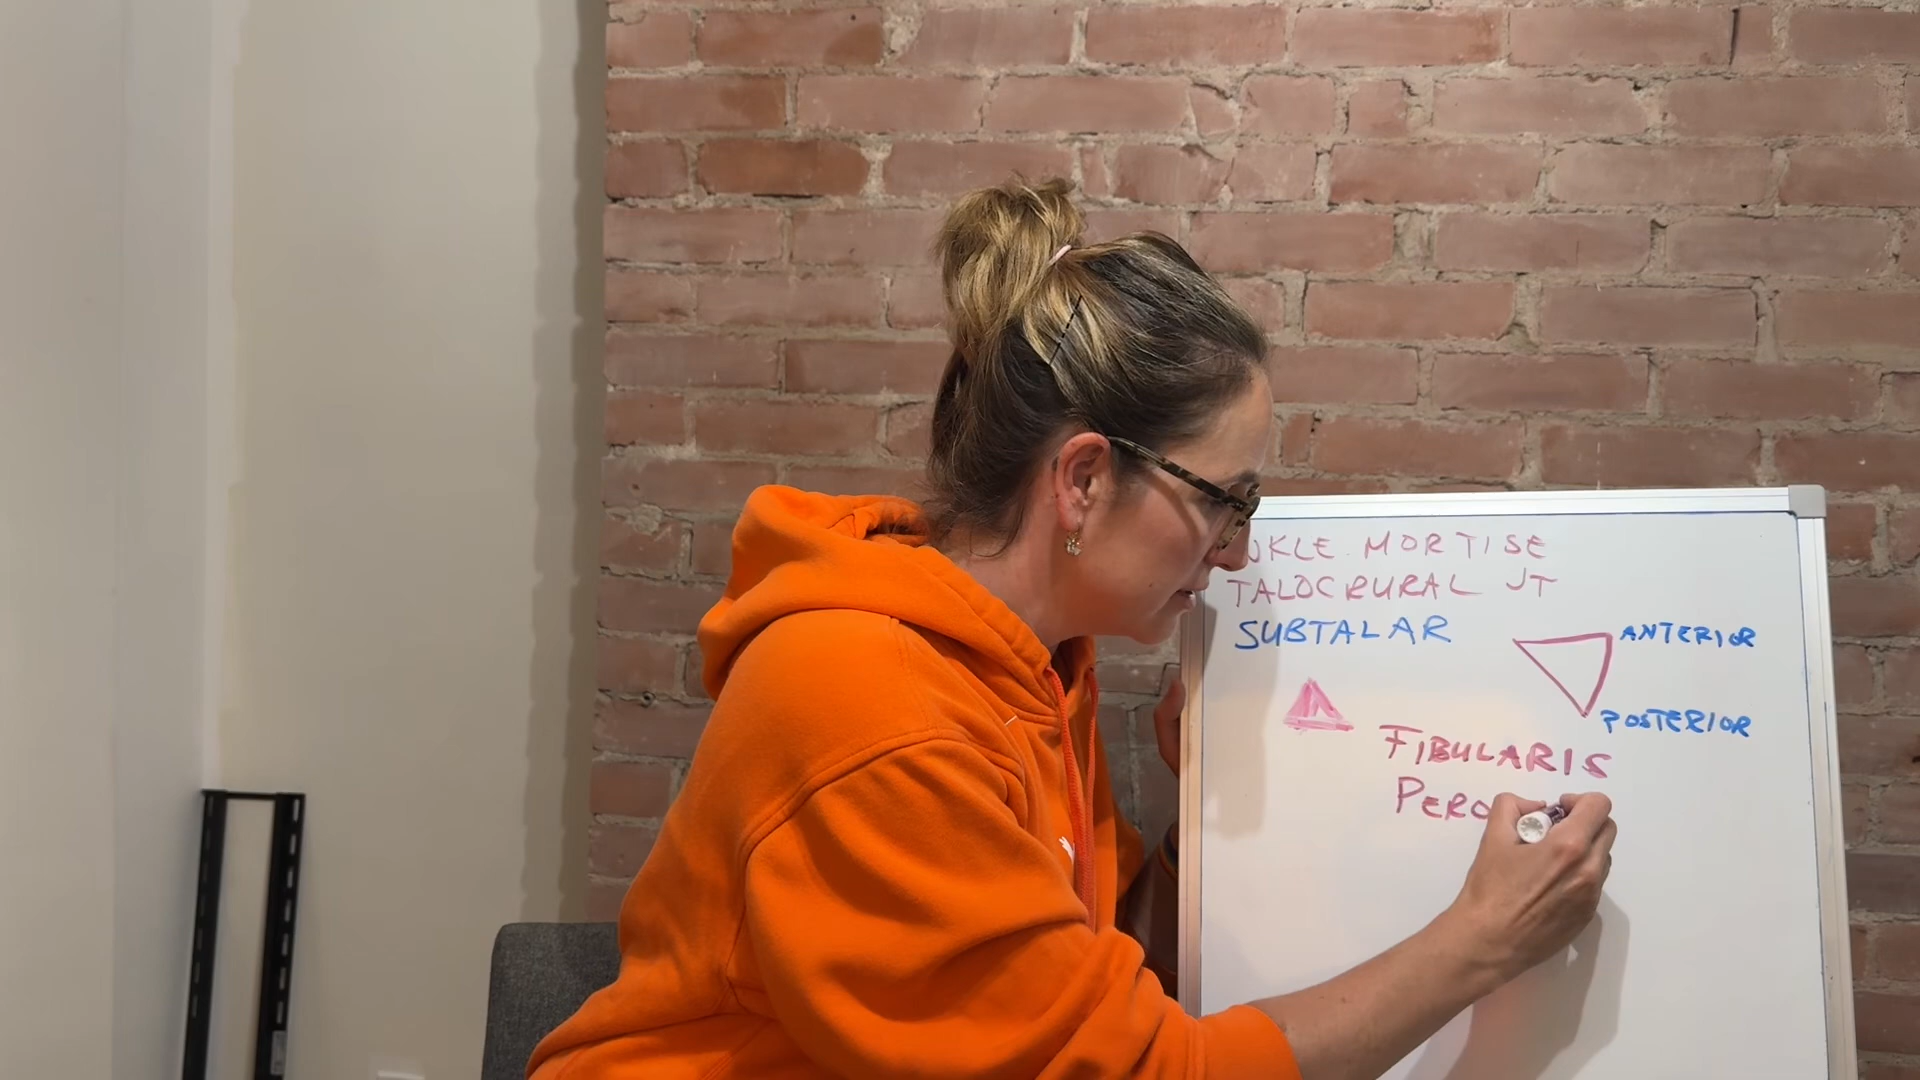 NKLE MORTISE
TALOCRURAL JT
SUBTALAR
ANTERIOR
POSTERIOR
FIBULARIS
PERO